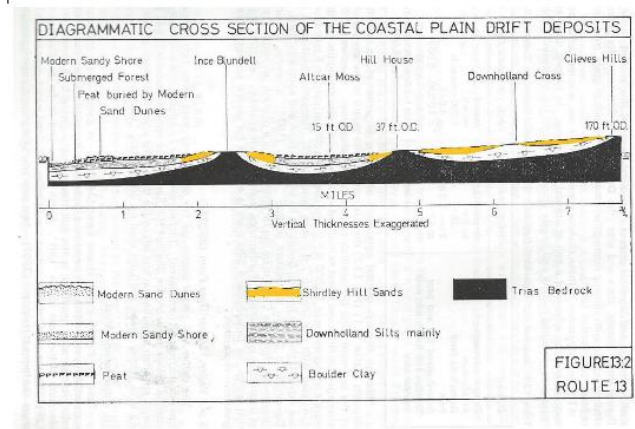 DIAGRAMMATIC CROSS SECTION OF THE COASTAL PLAIN DRIFT DEPOSITS
Modern Sandy Shore
Ince Blundell
Hill House
Clieves Hills
Submerged Forest
Altcar Moss
Downholland Cross
Peat buried by Modern
Sand Dunes
15 ft O.D
37 ft.O.D.
170 ft.O.D.
MILES
0 1 2 3 4 5 6 7
Vertical Thicknesses Exaggerated
Modern Sand Dunes
Shirdley Hill Sands
Trias Bedrock
Modern Sandy Shore
Downholland Silts mainly
Peat
Boulder Clay
FIGURE13:2
ROUTE 13